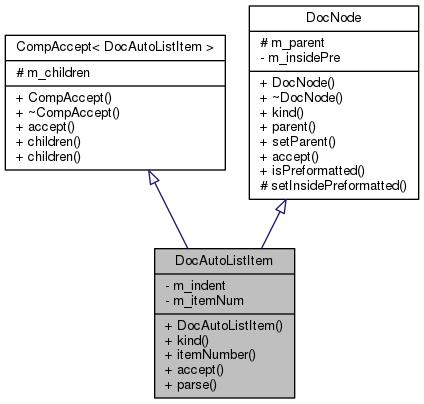 CompAccept< DocAutoListItem >
# m_children
+ CompAccept()
+ ~CompAccept()
+ accept()
+ children()
+ children()
DocNode
# m_parent
- m_insidePre
+ DocNode()
+ ~DocNode()
+ kind()
+ parent()
+ setParent()
+ accept()
+ isPreformatted()
# setInsidePreformatted()
DocAutoListItem
- m_indent
- m_itemNum
+ DocAutoListItem()
+ kind()
+ itemNumber()
+ accept()
+ parse()